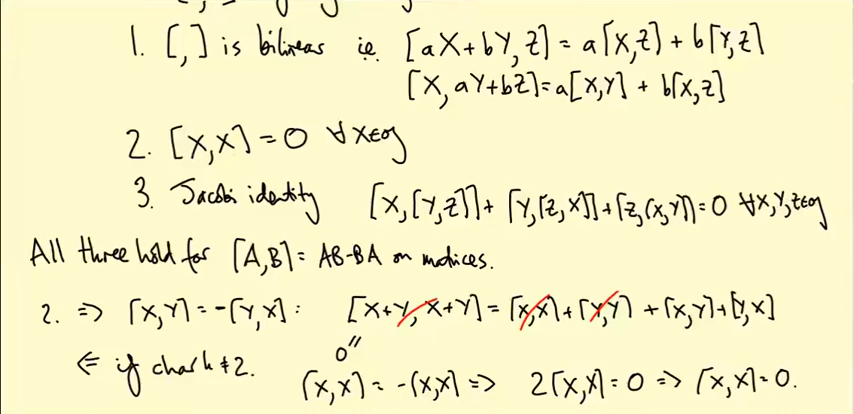 1. [,] is bilinear ie. [aX+bY,Z] = a[X,Z] + b[Y,Z]
[X,aY+bZ]=a[X,Y] + b[X,Z]
2. [X,X]=0 ∀X∈𝔤
3. Jacobi identity [X,[Y,Z]]+[Y,[Z,X]]+[Z,[X,Y]]=0 ∀X,Y,Z∈𝔤
All three hold for [A,B]=AB-BA on matrices.
2. ⇒ [X,Y]=-[Y,X]: [X+Y,X+Y]=[X,X]+[Y,Y]+[X,Y]+[Y,X]
0"
⇐ if char k≠2. [X,X]=-[X,X]⇒ 2[X,X]=0⇒[X,X]=0.